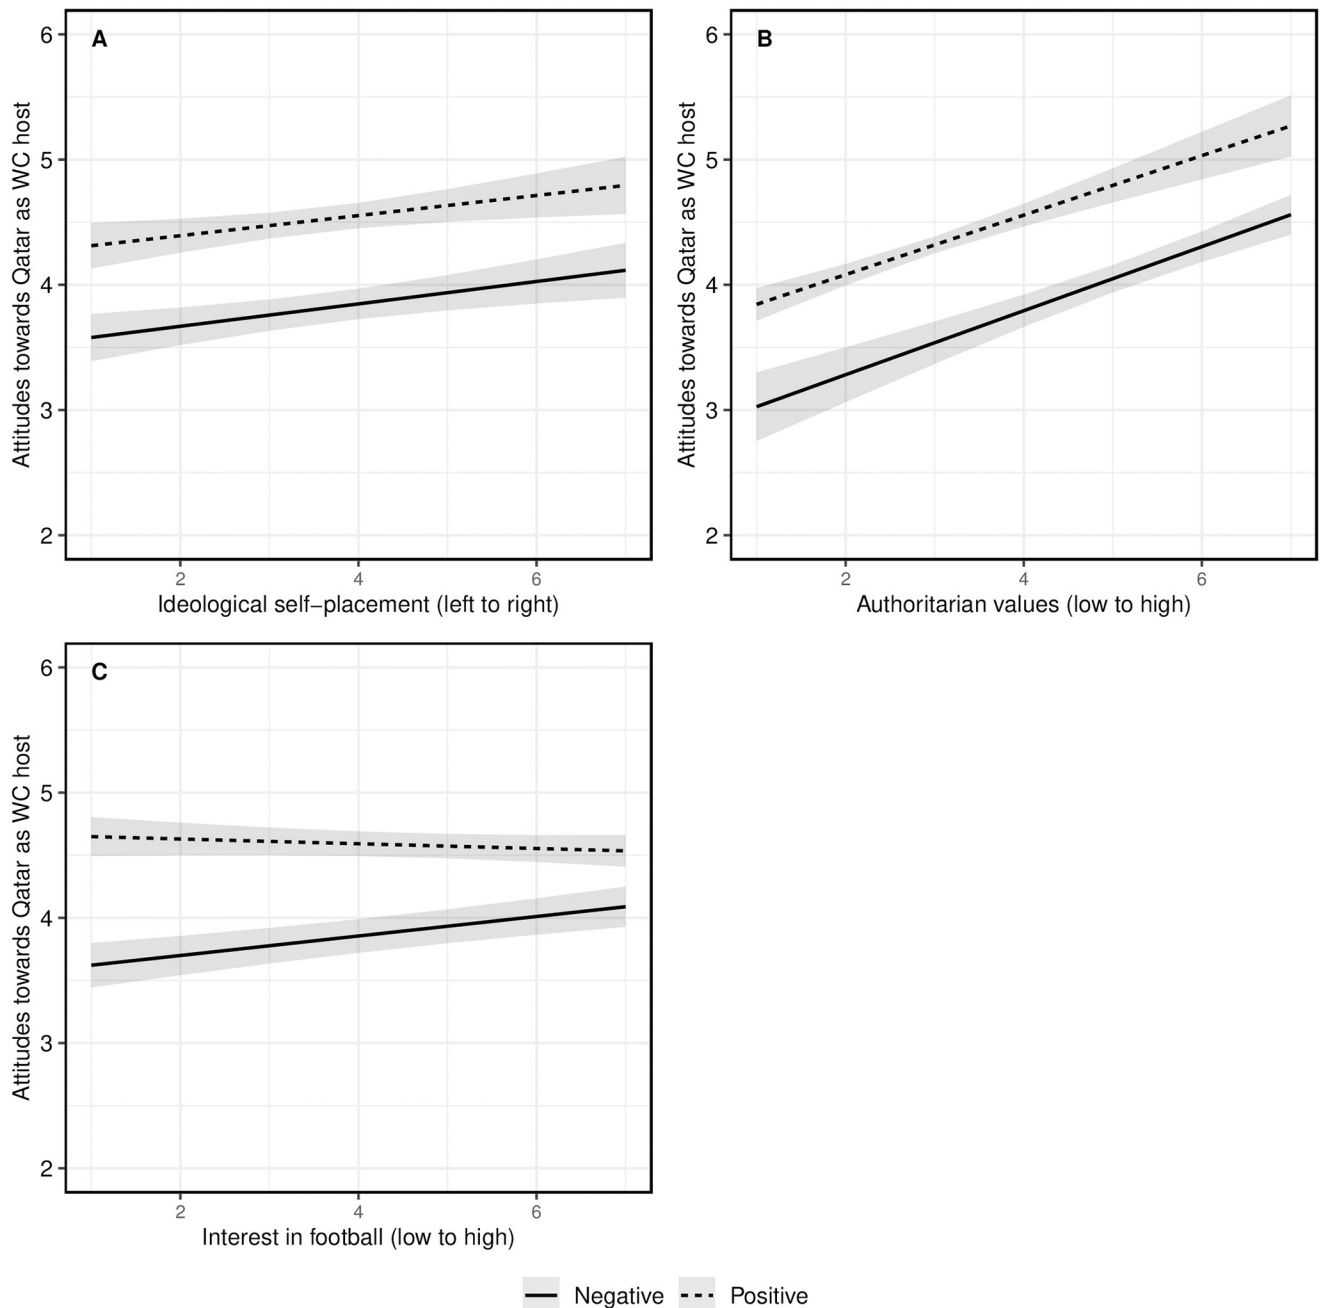 A
Attitudes towards Qatar as WC host
6
5
4
3
2
2 4 6
Ideological self−placement (left to right)
B
Attitudes towards Qatar as WC host
6
5
4
3
2
2 4 6
Authoritarian values (low to high)
C
Attitudes towards Qatar as WC host
6
5
4
3
2
2 4 6
Interest in football (low to high)
Negative Positive